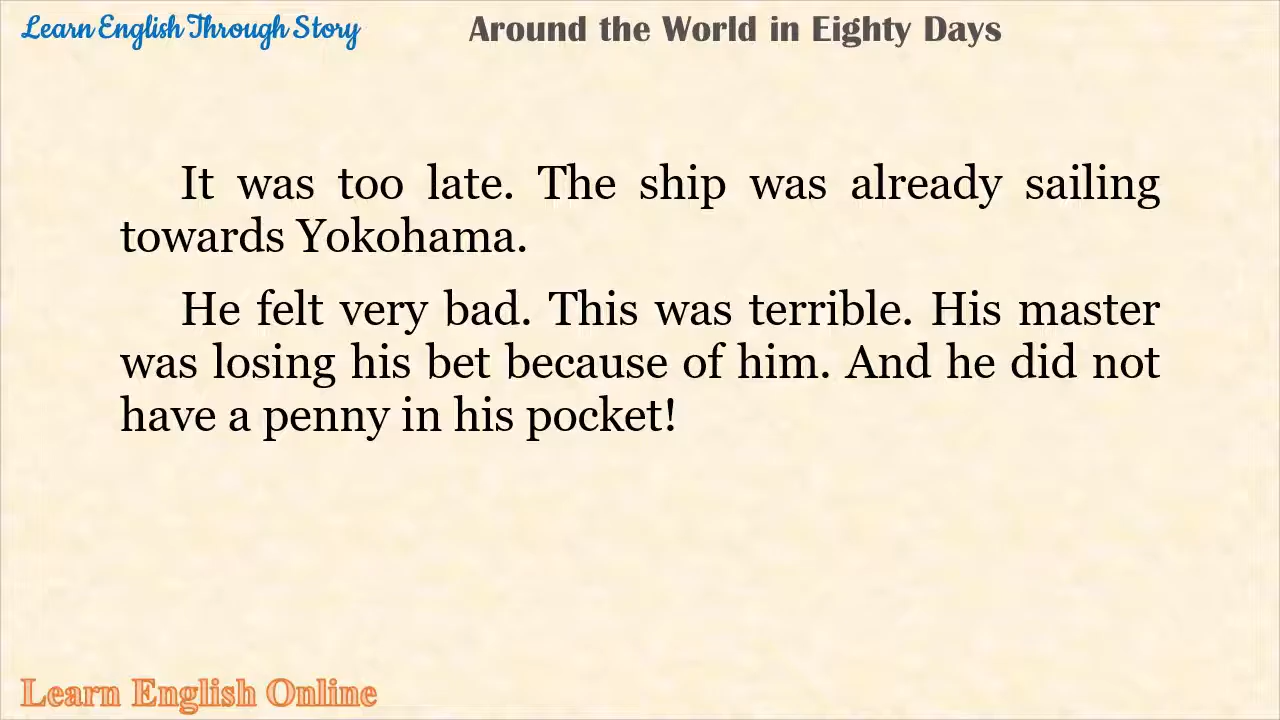 Learn English Through Story
Around the World in Eighty Days
It was too late. The ship was already sailing
towards Yokohama.
He felt very bad. This was terrible. His master
was losing his bet because of him. And he did not
have a penny in his pocket!
Learn English Online